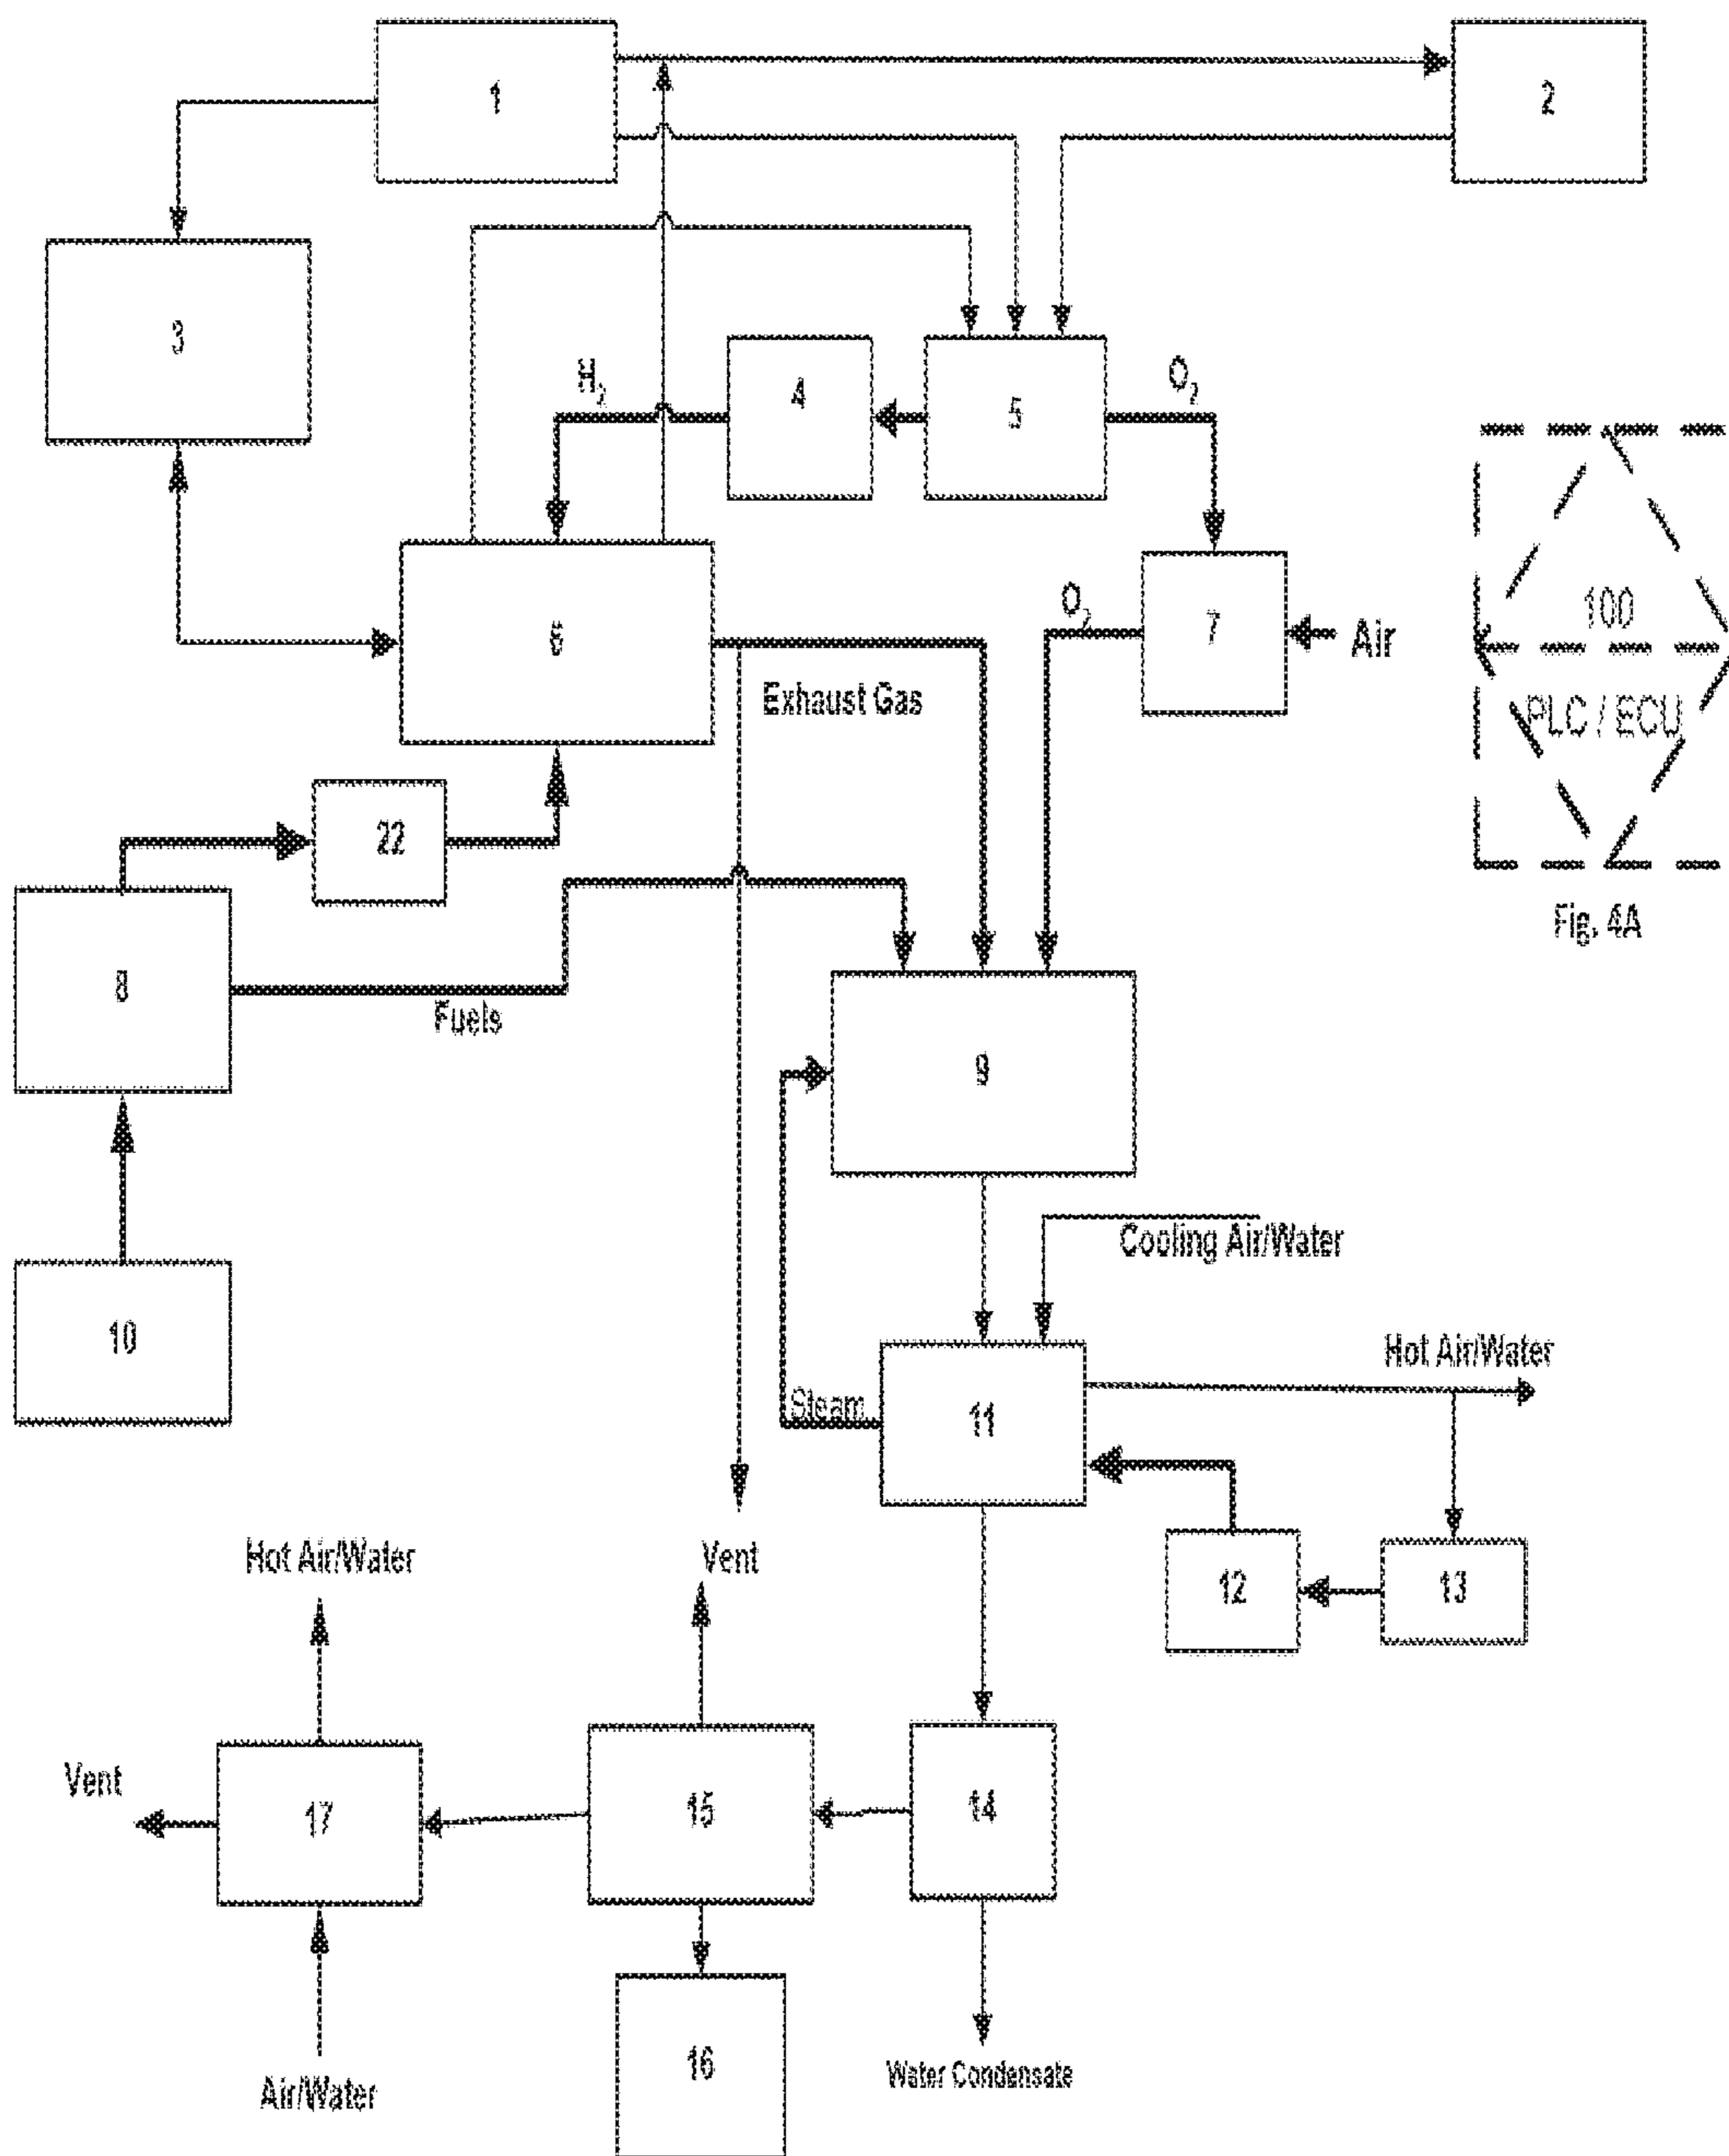 1
2
3
H2
4
5
O2
6
O2
7
Air
100
PLC / ECU
Exhaust Gas
22
Fig. 4A
8
Fuels
9
Cooling Air/Water
10
Hot Air/Water
Steam
11
Hot Air/Water
Vent
12
13
Vent
17
15
14
16
Water Condensate
Air/Water